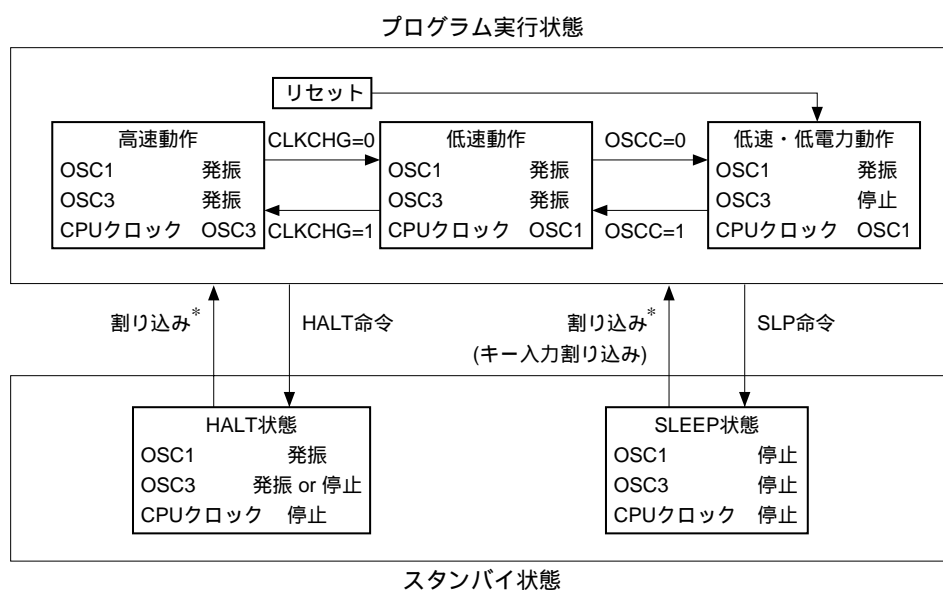 プログラム実行状態
リセット
高速動作
OSC1 発振
OSC3 発振
CPUクロック OSC3
CLKCHG=0
CLKCHG=1
低速動作
OSC1 発振
OSC3 発振
CPUクロック OSC1
OSCC=0
OSCC=1
低速・低電力動作
OSC1 発振
OSC3 停止
CPUクロック OSC1
割り込み*
HALT命令
割り込み*
(キー入力割り込み)
SLP命令
HALT状態
OSC1 発振
OSC3 発振 or 停止
CPUクロック 停止
SLEEP状態
OSC1 停止
OSC3 停止
CPUクロック 停止
スタンバイ状態